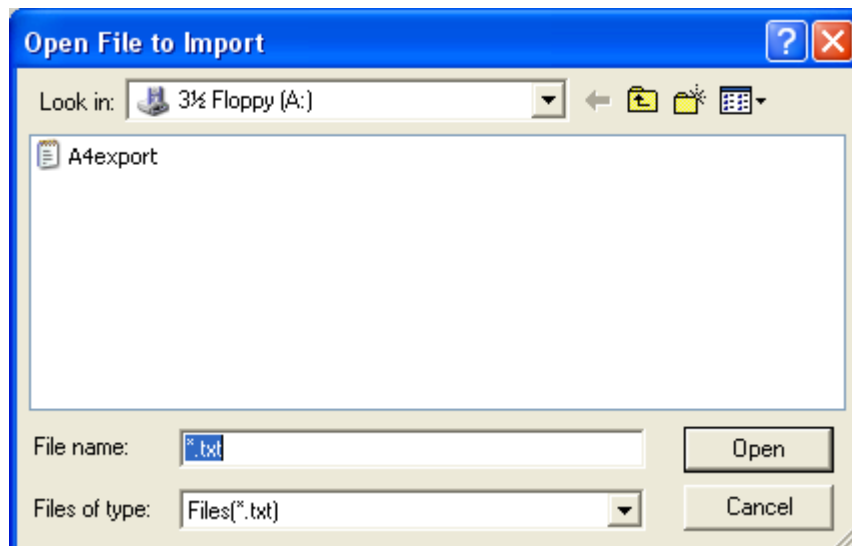 Open File to Import
Look in: 3½ Floppy (A:)
A4export
File name: *.txt
Open
Files of type: Files(*.txt)
Cancel